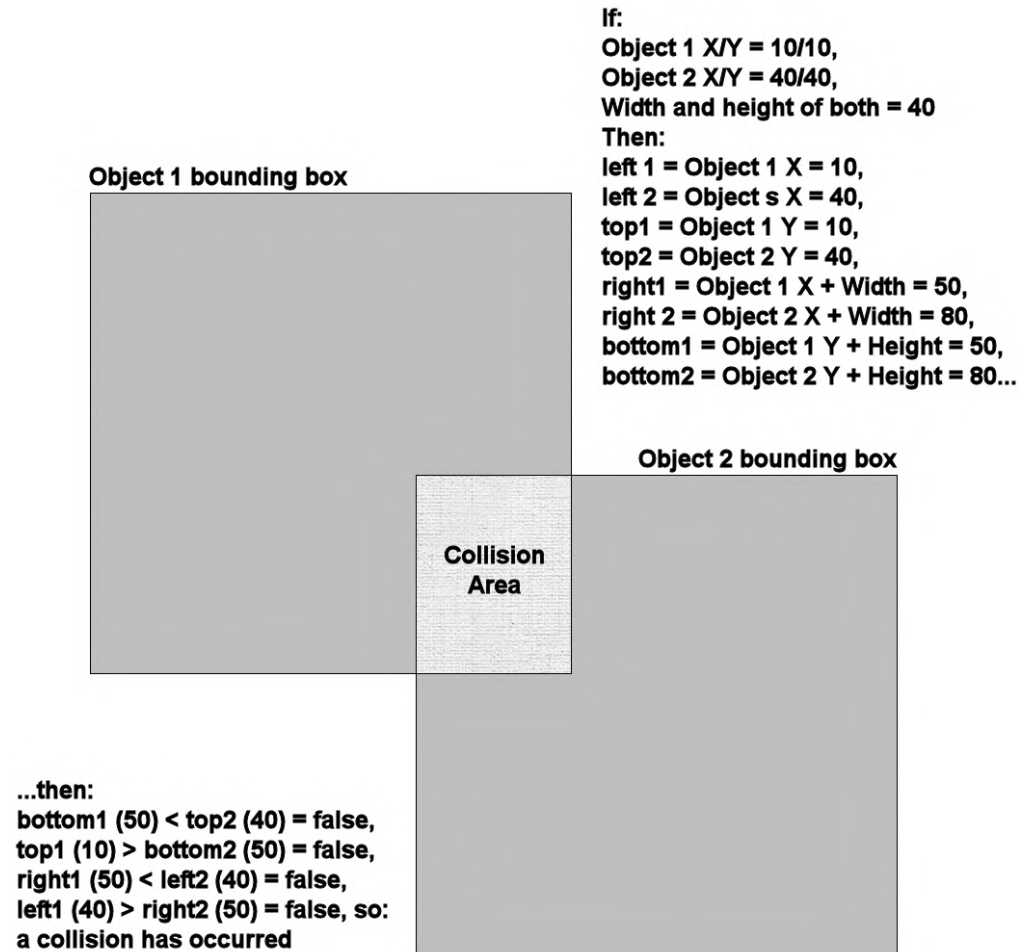 If:
Object 1 X/Y = 10/10,
Object 2 X/Y = 40/40,
Width and height of both = 40
Then:
left 1 = Object 1 X = 10,
left 2 = Object s X = 40,
top1 = Object 1 Y = 10,
top2 = Object 2 Y = 40,
right1 = Object 1 X + Width = 50,
right 2 = Object 2 X + Width = 80,
bottom1 = Object 1 Y + Height = 50,
bottom2 = Object 2 Y + Height = 80...
Object 1 bounding box
Object 2 bounding box
Collision
Area
...then:
bottom1 (50) < top2 (40) = false,
top1 (10) > bottom2 (50) = false,
right1 (50) < left2 (40) = false,
left1 (40) > right2 (50) = false, so:
a collision has occurred